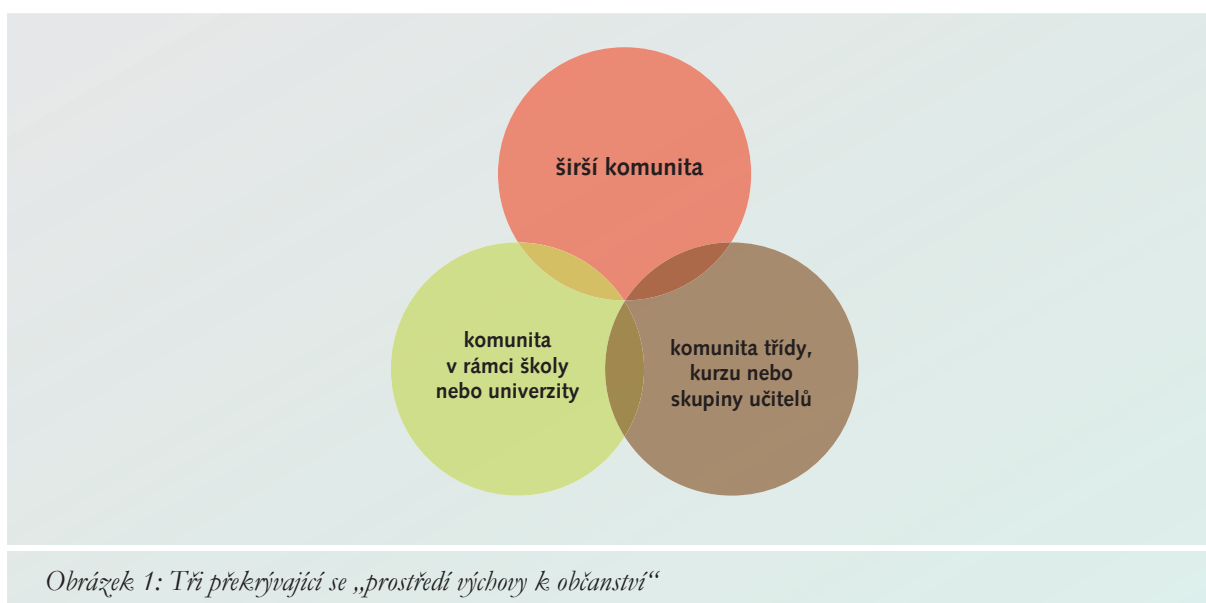 širší komunita
komunita
v rámci školy
nebo univerzity
komunita třídy,
kurzu nebo
skupiny učitelů
Obrázek 1: Tři překrývající se „prostředí výchovy k občanství“